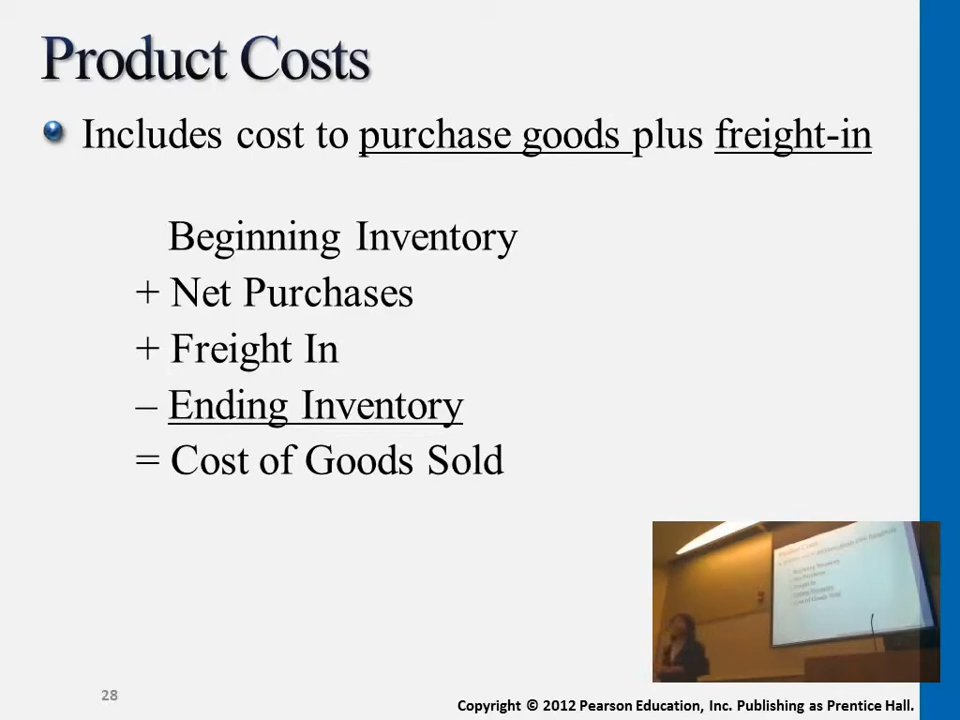 Product Costs
Includes cost to purchase goods plus freight-in
Beginning Inventory
+ Net Purchases
+ Freight In
– Ending Inventory
= Cost of Goods Sold
28
Copyright © 2012 Pearson Education, Inc. Publishing as Prentice Hall.